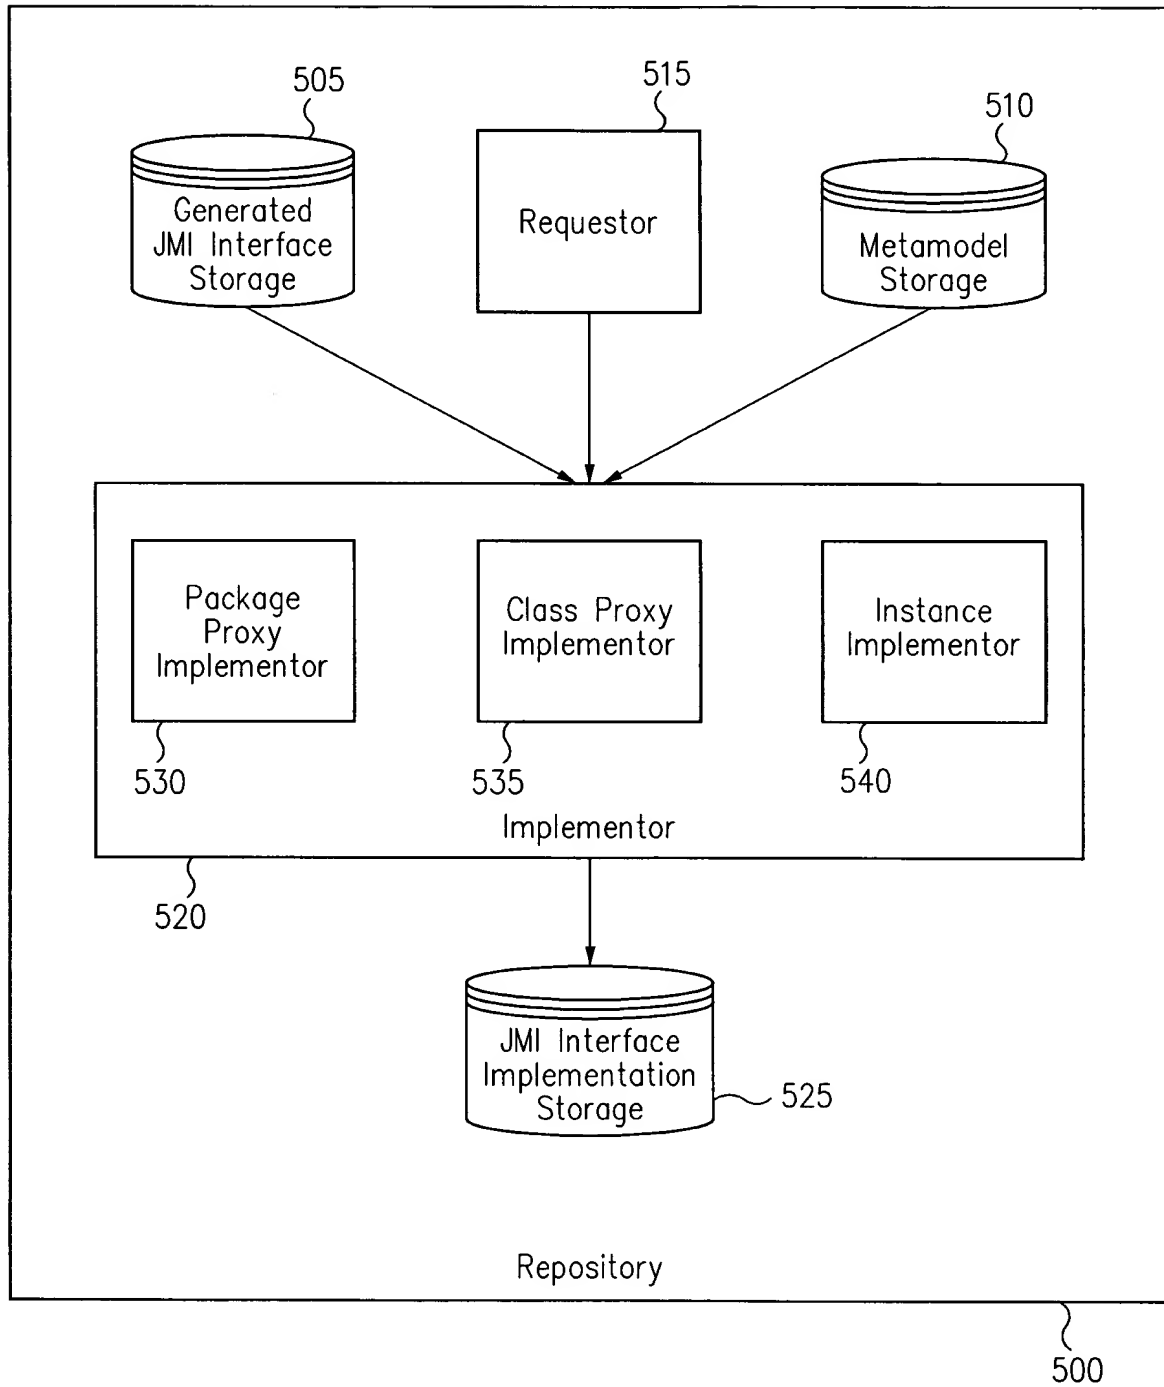 505
515
510
Generated
JMI Interface
Storage
Requestor
Metamodel
Storage
Package
Proxy
Implementor
Class Proxy
Implementor
Instance
Implementor
530
535
540
Implementor
520
JMI Interface
Implementation
Storage
525
Repository
500